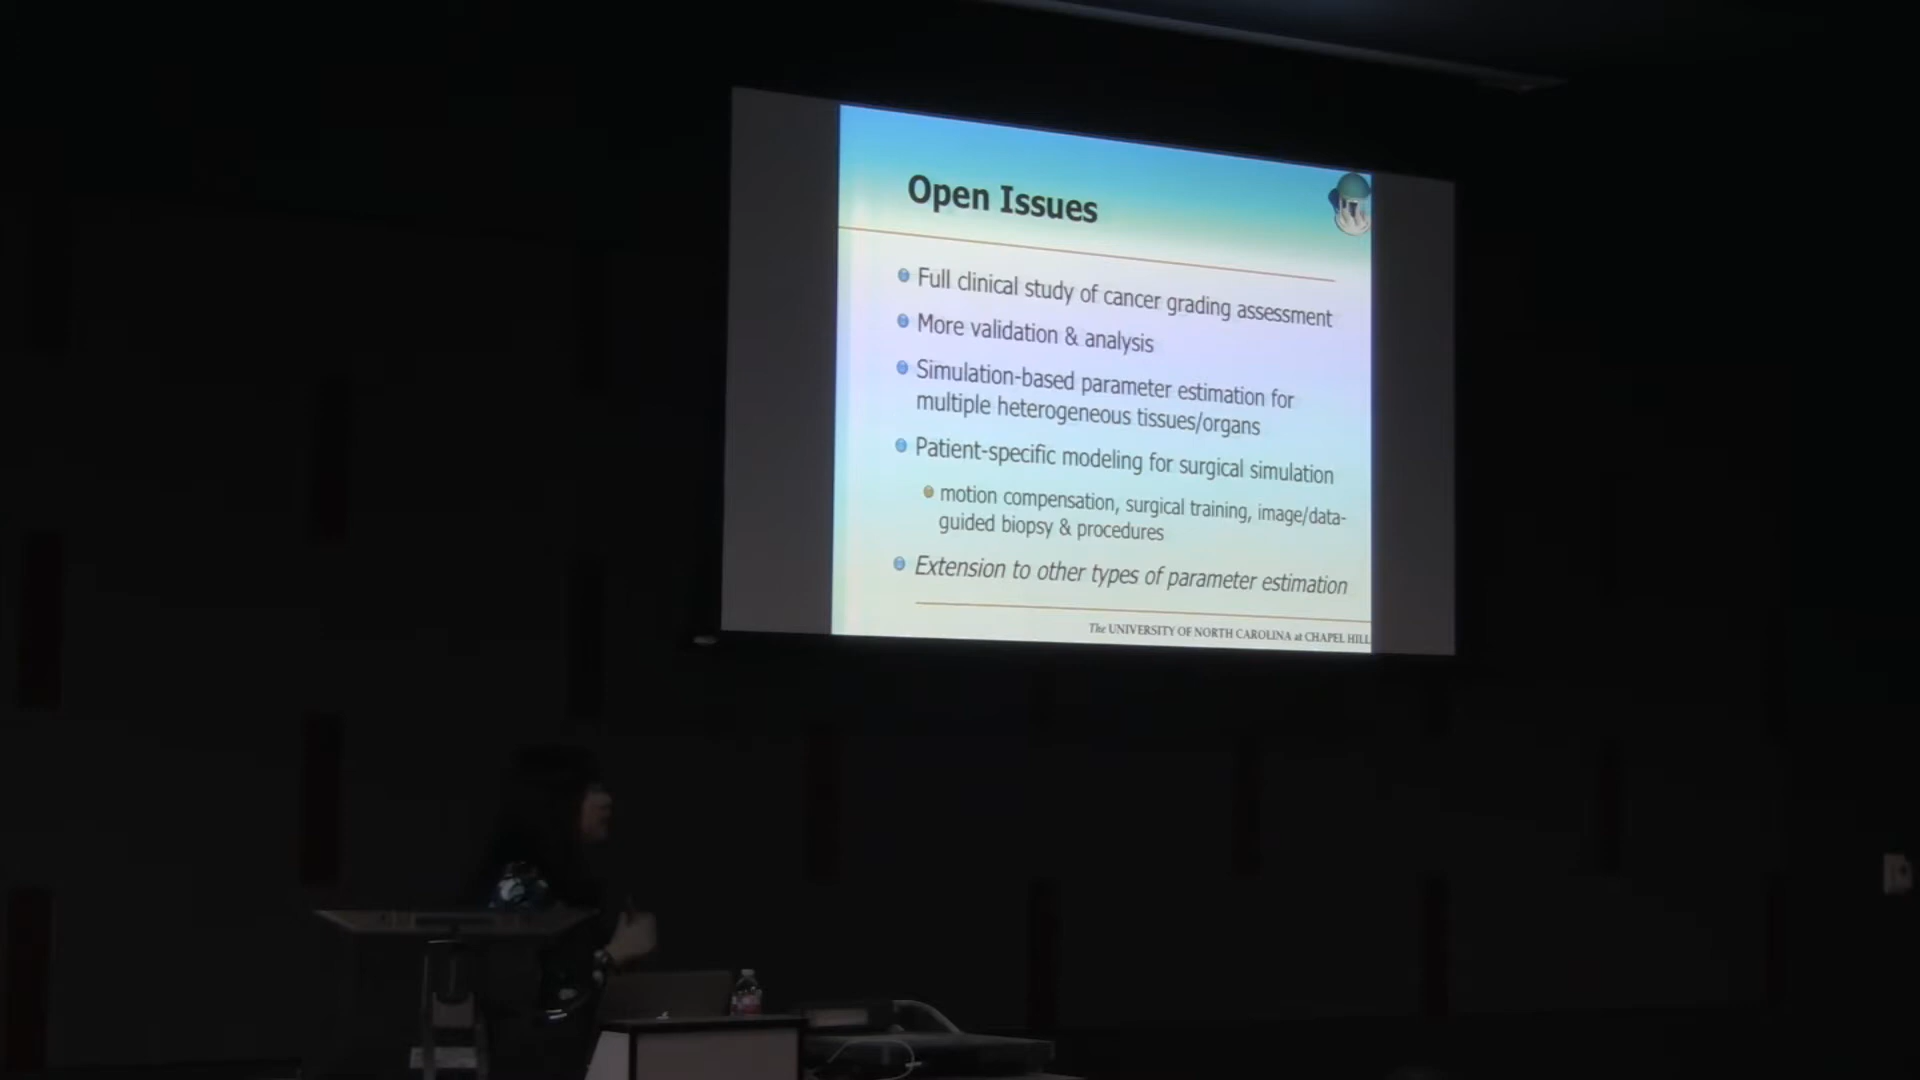 Open Issues
Full clinical study of cancer grading assessment
More validation & analysis
Simulation-based parameter estimation for
multiple heterogeneous tissues/organs
Patient-specific modeling for surgical simulation
motion compensation, surgical training, image/data-
guided biopsy & procedures
Extension to other types of parameter estimation
The UNIVERSITY OF NORTH CAROLINA at CHAPEL HILL